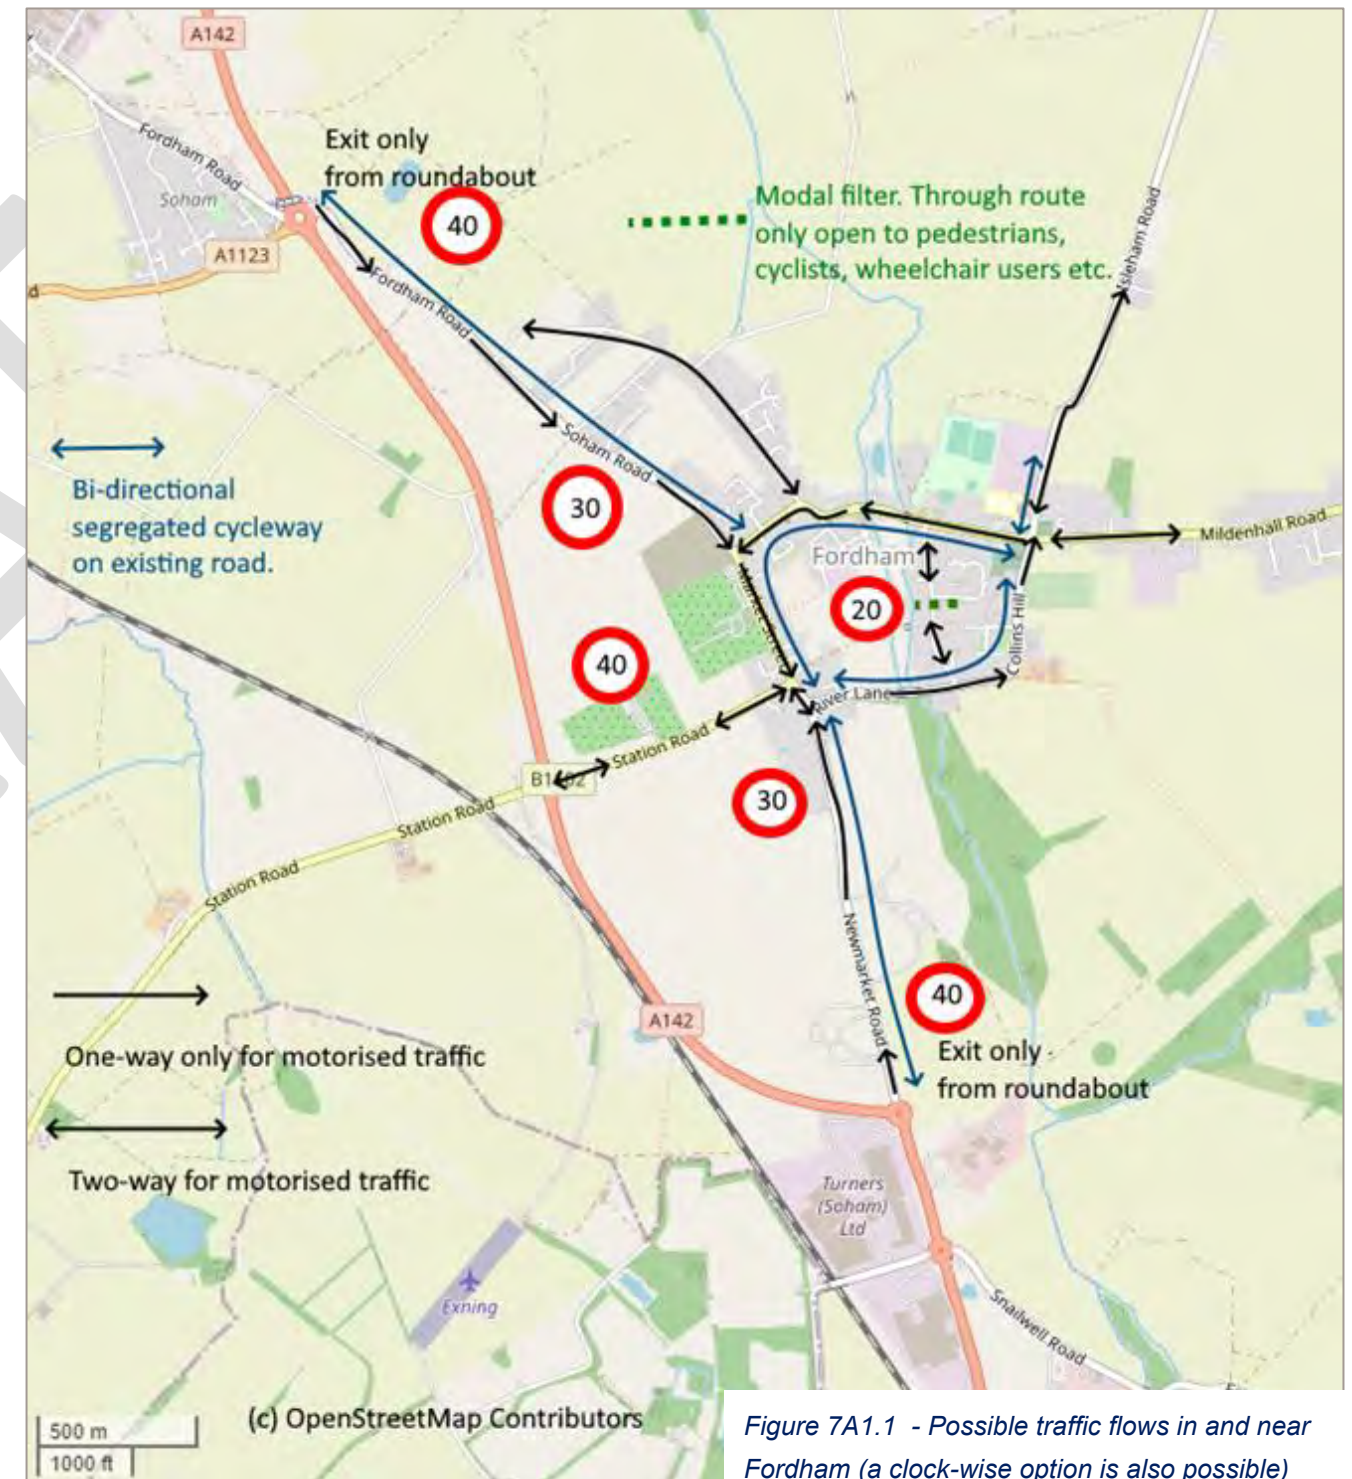 A142
Fordham Road
Soham
A1123
Exit only
from roundabout
40
Modal filter. Through route
only open to pedestrians,
cyclists, wheelchair users etc.
Isleham Road
Fordham Road
Bi-directional
segregated cycleway
on existing road.
Soham Road
30
Mildenhall Road
Fordham
20
40
Collins Hill
River Lane
Station Road
30
Station Road
Station Road
Newmarket Road
40
A142
Exit only
from roundabout
One-way only for motorised traffic
Two-way for motorised traffic
Turners
(Soham)
Ltd
Exning
Snailwell Road
500 m
1000 ft
(c) OpenStreetMap Contributors
Figure 7A1.1 - Possible traffic flows in and near
Fordham (a clock-wise option is also possible)